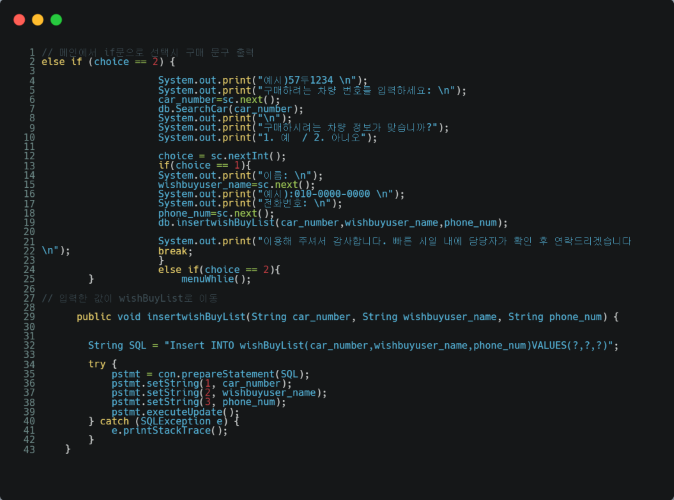 1 // 메인에서 if문으로 선택시 구매 문구 출력
2 else if (choice == 2) {
3
4 System.out.print("예시)57두1234 \n");
5 System.out.print("구매하려는 차량 번호를 입력하세요: \n");
6 car_number=sc.next();
7 db.SearchCar(car_number);
8 System.out.print("\n");
9 System.out.print("구매하시려는 차량 정보가 맞습니까?");
10 System.out.print("1. 예  / 2. 아니오");
11
12 choice = sc.nextInt();
13 if(choice == 1){
14 System.out.print("이름: \n");
15 wishbuyuser_name=sc.next();
16 System.out.print("예시):010-0000-0000 \n");
17 System.out.print("전화번호: \n");
18 phone_num=sc.next();
19 db.insertwishBuyList(car_number,wishbuyuser_name,phone_num);
20
21 System.out.print("이용해 주셔서 감사합니다. 빠른 시일 내에 담당자가 확인 후 연락드리겠습니다
22 \n"); break;
23 }
24 else if(choice == 2){
25 } menuWhlie();
26
27 // 입력한 값이 wishBuyList로 이동
28
29 public void insertwishBuyList(String car_number, String wishbuyuser_name, String phone_num) {
30
31
32 String SQL = "Insert INTO wishBuyList(car_number,wishbuyuser_name,phone_num)VALUES(?,?,?)";
33
34 try {
35 pstmt = con.prepareStatement(SQL);
36 pstmt.setString(1, car_number);
37 pstmt.setString(2, wishbuyuser_name);
38 pstmt.setString(3, phone_num);
39 pstmt.executeUpdate();
40 } catch (SQLException e) {
41 e.printStackTrace();
42 }
43 }